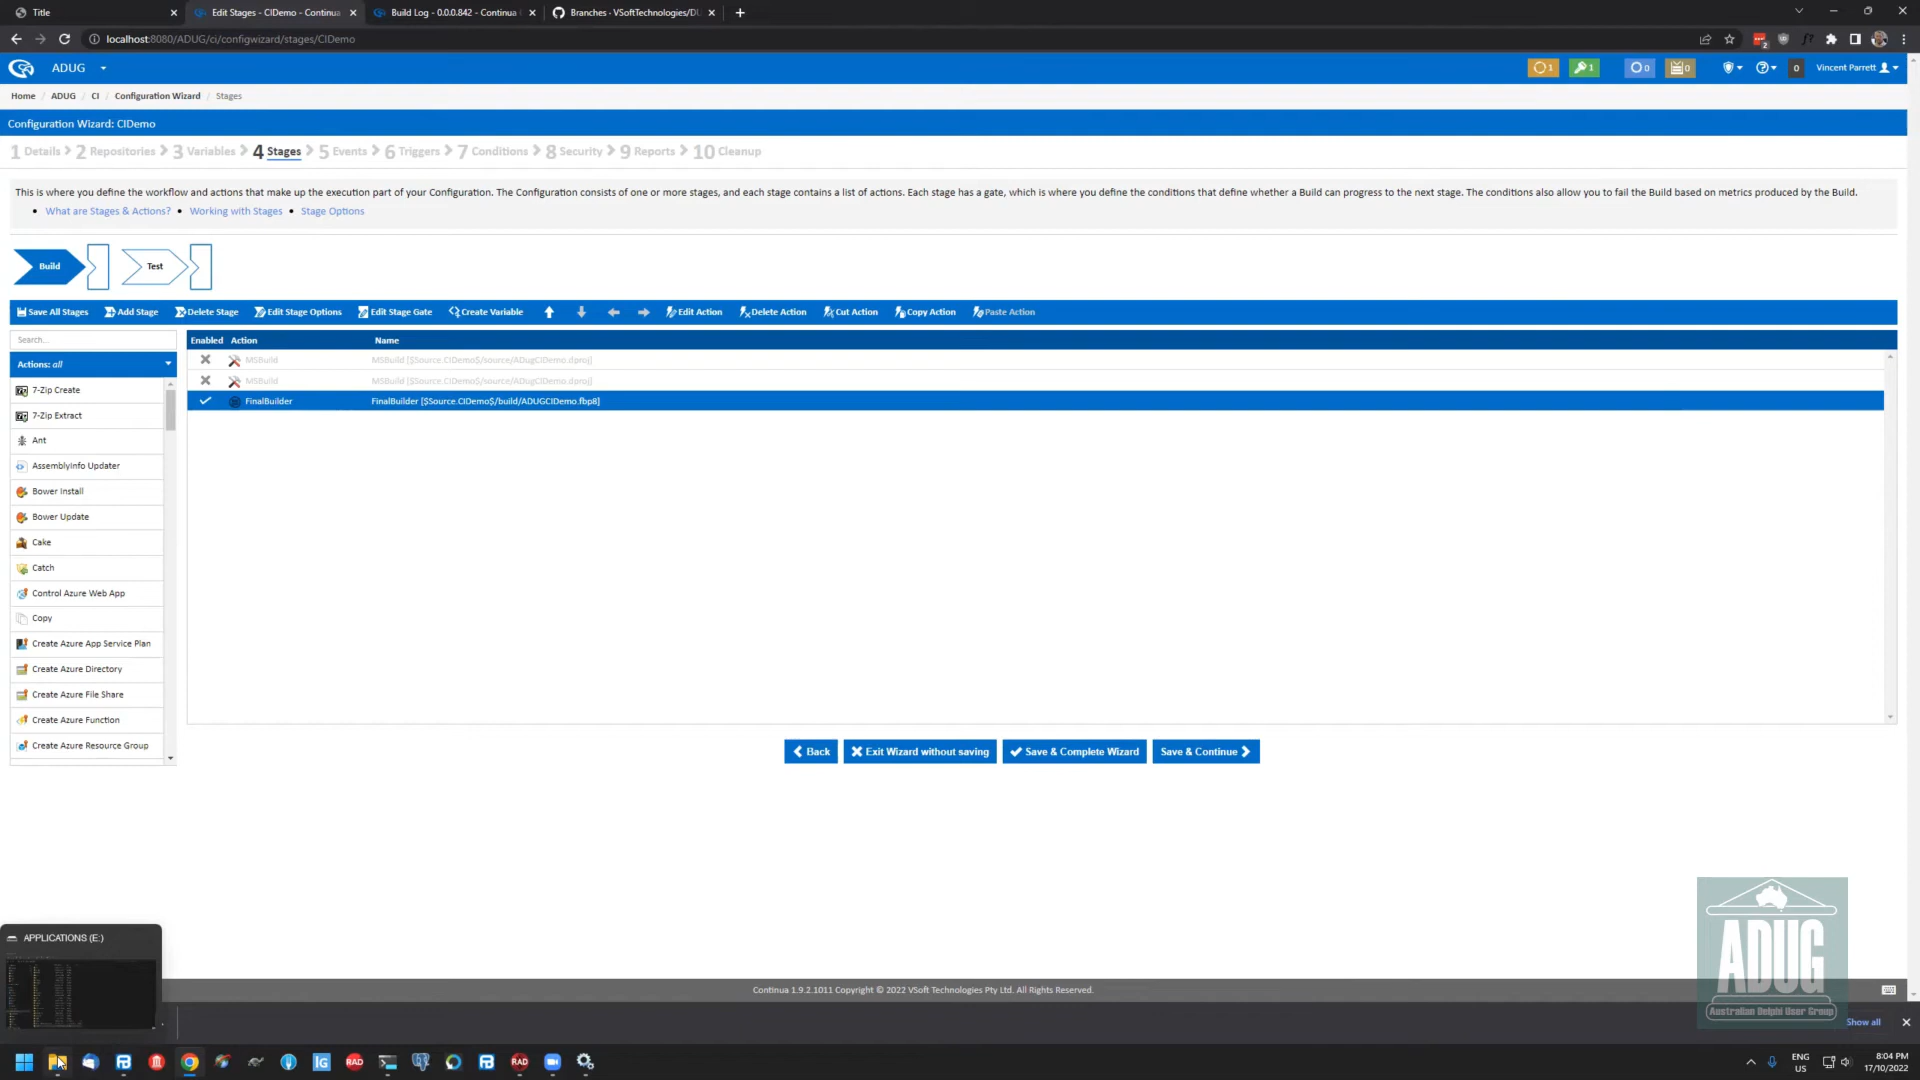 Title
Edit Stages - CIDemo - Continua
Build Log - 0.0.0.842 - Continua
Branches · VSoftTechnologies/DU
localhost:8080/ADUG/ci/configwizard/stages/CIDemo
ADUG
1
1
0
0
0
Vincent Parrett
Home / ADUG / CI / Configuration Wizard / Stages
Configuration Wizard: CIDemo
1 Details 2 Repositories 3 Variables 4 Stages 5 Events 6 Triggers 7 Conditions 8 Security 9 Reports 10 Cleanup
This is where you define the workflow and actions that make up the execution part of your Configuration. The Configuration consists of one or more stages, and each stage contains a list of actions. Each stage has a gate, which is where you define the conditions that define whether a Build can progress to the next stage. The conditions also allow you to fail the Build based on metrics produced by the Build.
• What are Stages & Actions? • Working with Stages • Stage Options
Build
Test
Save All Stages Add Stage Delete Stage Edit Stage Options Edit Stage Gate Create Variable Edit Action Delete Action Cut Action Copy Action Paste Action
Search...
Actions: all
7-Zip Create
7-Zip Extract
Ant
AssemblyInfo Updater
Bower Install
Bower Update
Cake
Catch
Control Azure Web App
Copy
Create Azure App Service Plan
Create Azure Directory
Create Azure File Share
Create Azure Function
Create Azure Resource Group
Enabled Action Name
MSBuild MSBuild [$Source.CIDemo$/source/ADugCIDemo.dproj]
MSBuild MSBuild [$Source.CIDemo$/source/ADugCIDemo.dproj]
FinalBuilder FinalBuilder [$Source.CIDemo$/build/ADUGCIDemo.fbp8]
Back
Exit Wizard without saving
Save & Complete Wizard
Save & Continue
APPLICATIONS (E:)
Continua 1.9.2.1011 Copyright © 2022 VSoft Technologies Pty Ltd. All Rights Reserved.
ADUG
Australian Delphi User Group
Show all
IG
RAD
RAD
ENG
US
8:04 PM
17/10/2022